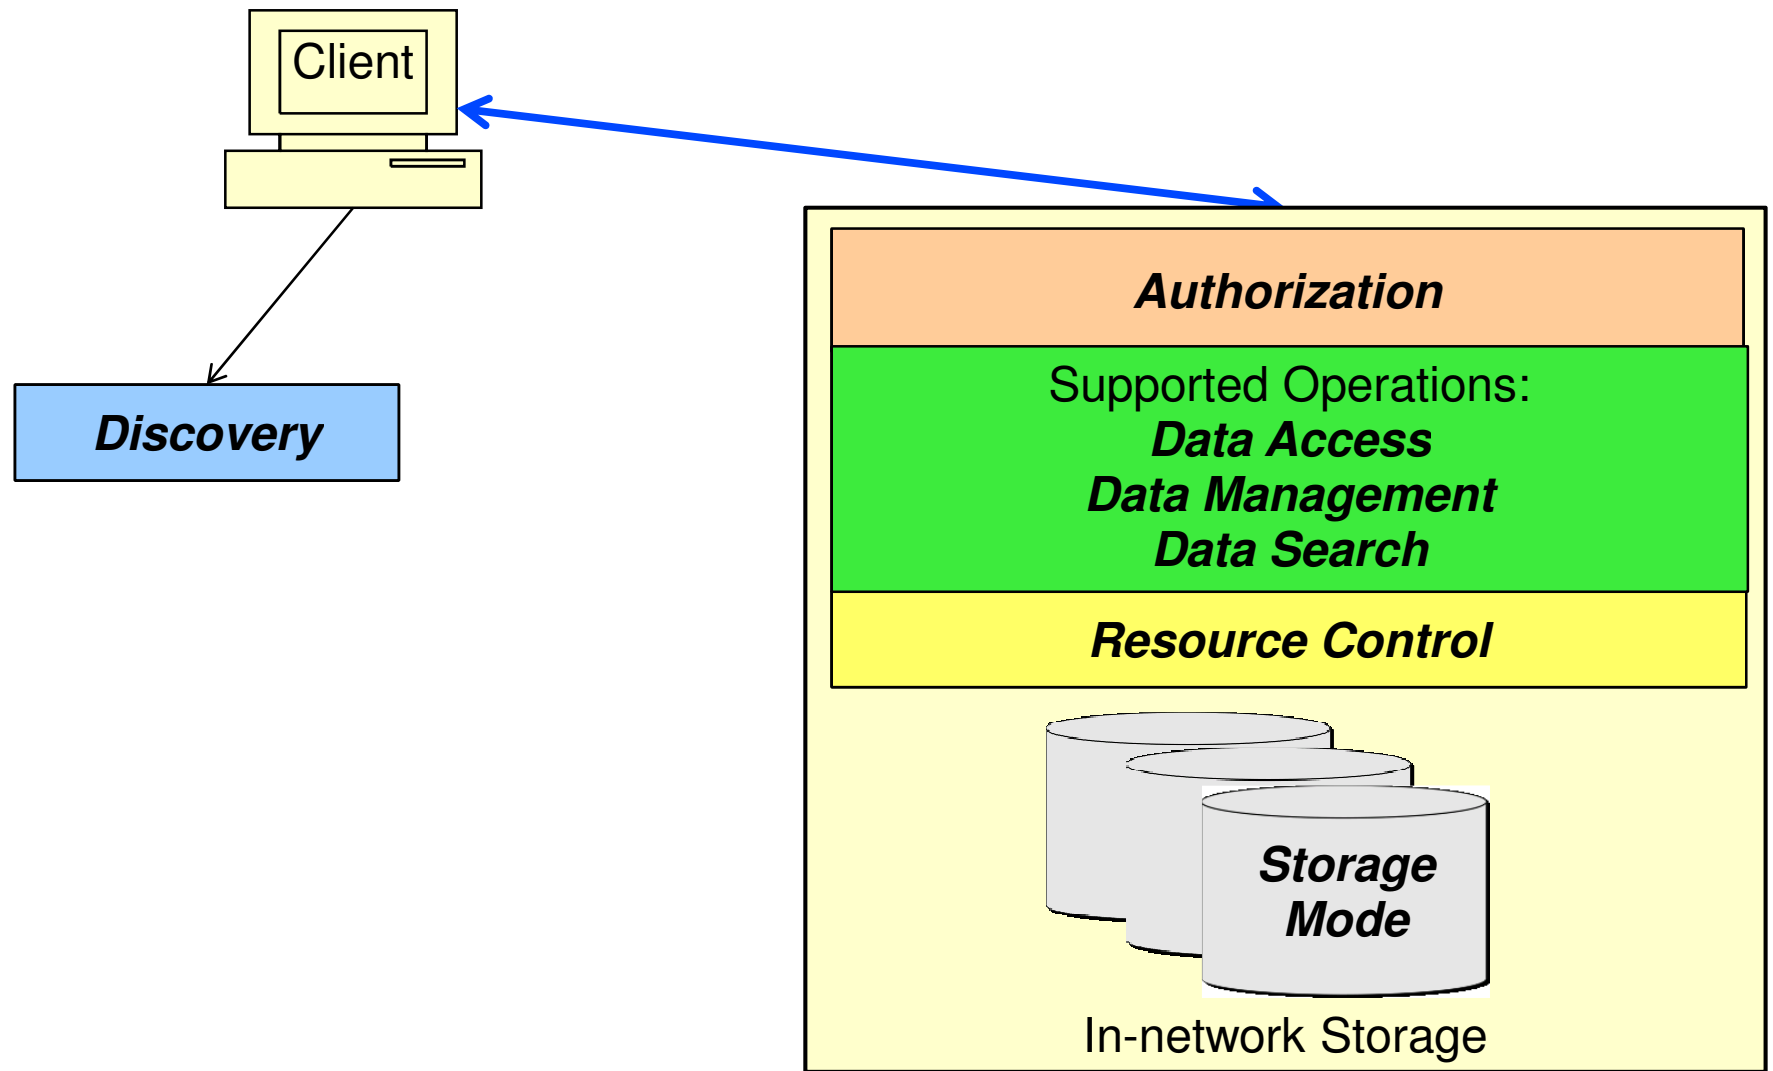 Client
Discovery
Authorization
Supported Operations:
Data Access
Data Management
Data Search
Resource Control
Storage
Mode
In-network Storage